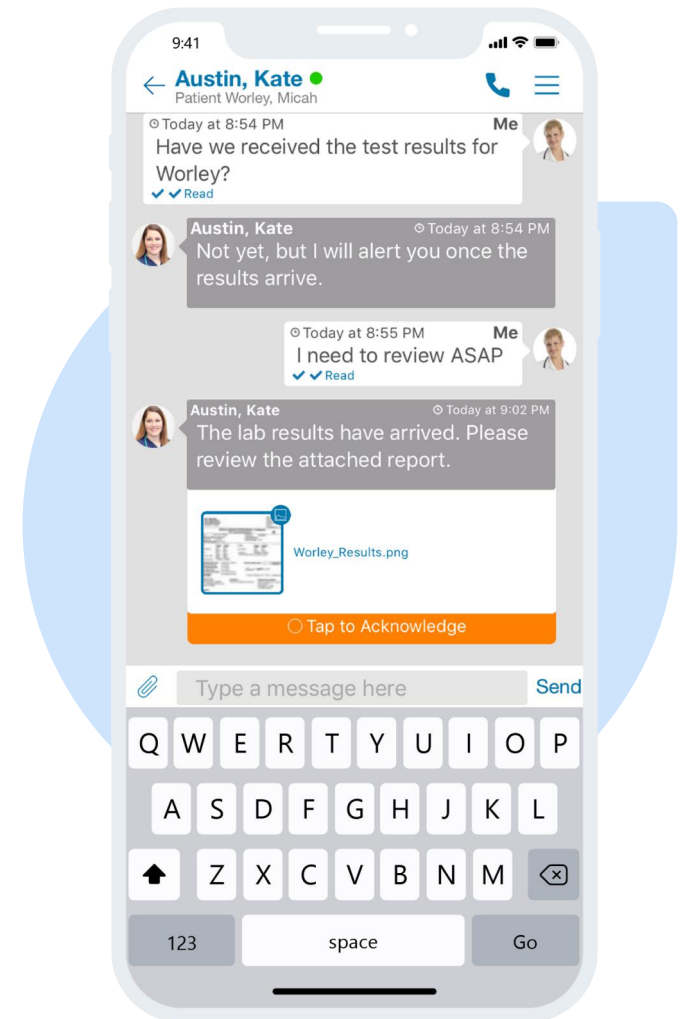 9:41
Austin, Kate
Patient Worley, Micah
Today at 8:54 PM Me
Have we received the test results for
Worley?
Read
Austin, Kate Today at 8:54 PM
Not yet, but I will alert you once the
results arrive.
Today at 8:55 PM Me
I need to review ASAP
Read
Austin, Kate Today at 9:02 PM
The lab results have arrived. Please
review the attached report.
Worley_Results.png
Tap to Acknowledge
Type a message here Send
Q W E R T Y U I O P
A S D F G H J K L
Z X C V B N M
123 space Go